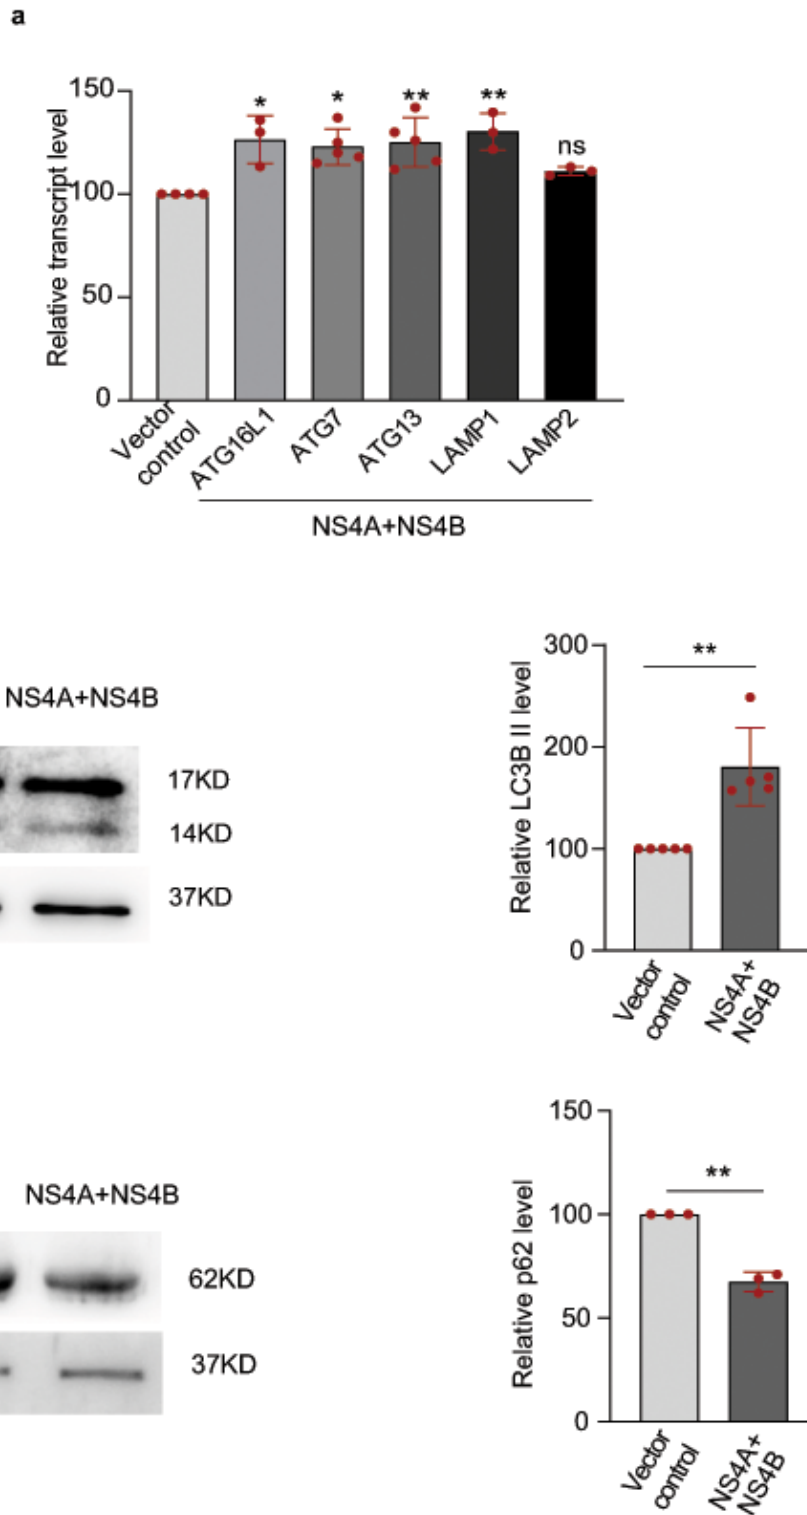 a
Relative transcript level
150
100
50
0
*
*
**
**
ns
Vector
control
ATG16L1
ATG7
ATG13
LAMP1
LAMP2
NS4A+NS4B
NS4A+NS4B
17KD
14KD
37KD
Relative LC3B II level
300
200
100
0
**
Vector
control
NS4A+
NS4B
NS4A+NS4B
62KD
37KD
Relative p62 level
150
100
50
0
**
Vector
control
NS4A+
NS4B